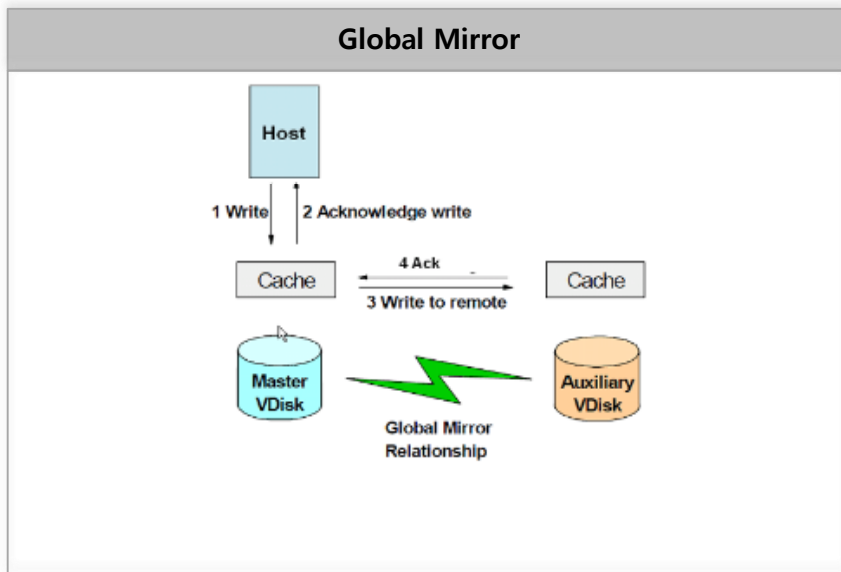 Global Mirror
Host
1 Write
2 Acknowledge write
Cache
4 Ack
3 Write to remote
Cache
Master
VDisk
Auxiliary
VDisk
Global Mirror
Relationship